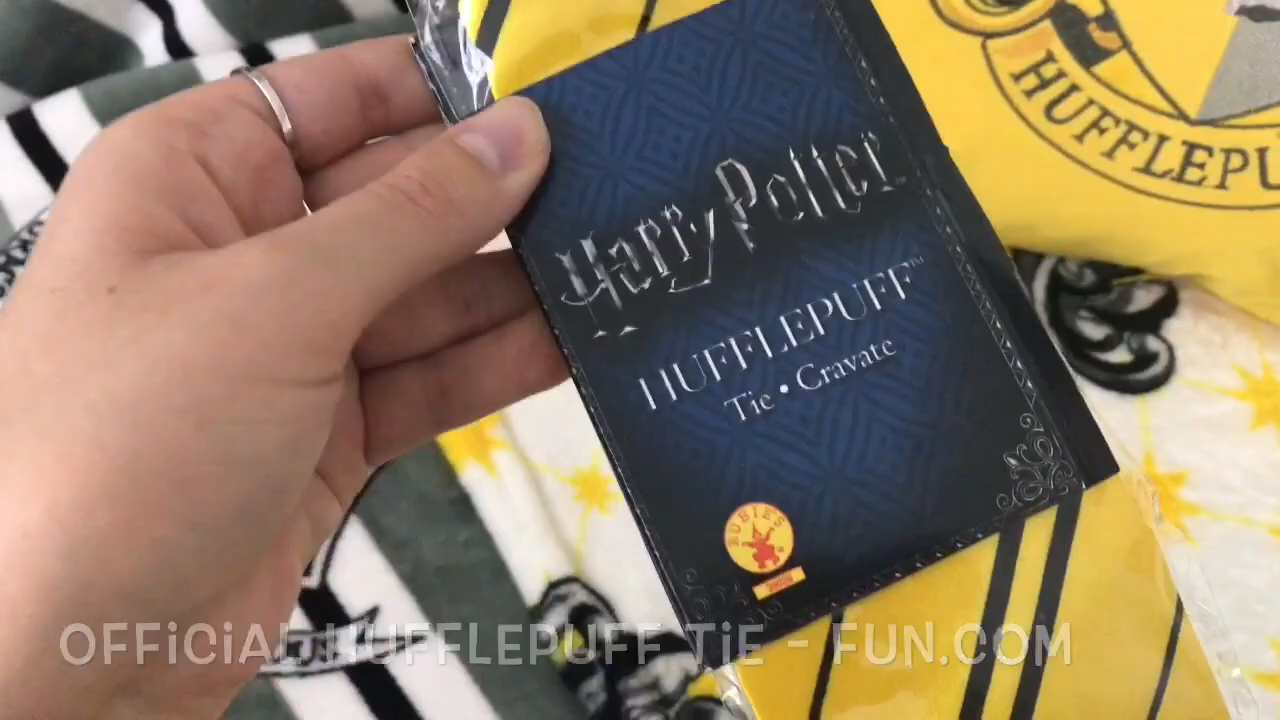 HUFFLEPU
Harry Potter
HUFFLEPUFF™
Tie • Cravate
RUBIE'S
OFFiCiAL HUFFLEPUFF TiE - FUN.COM